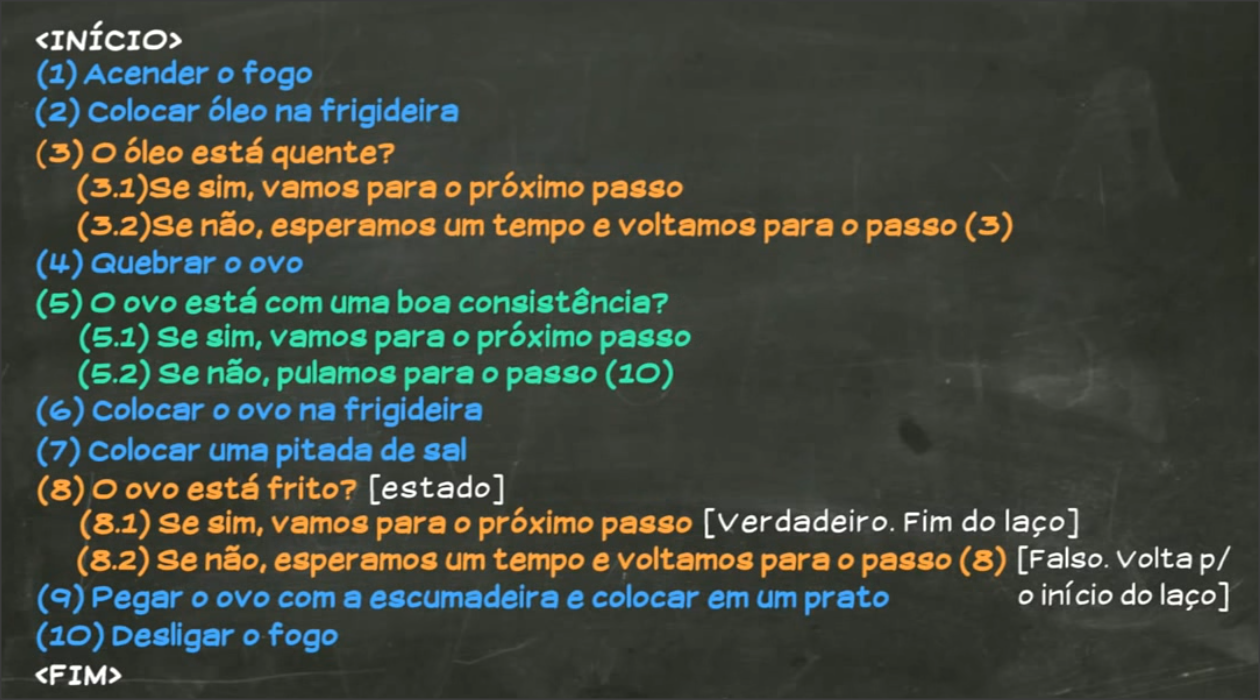 <INÍCIO>
(1) Acender o fogo
(2) Colocar óleo na frigideira
(3) O óleo está quente?
(3.1)Se sim, vamos para o próximo passo
(3.2)Se não, esperamos um tempo e voltamos para o passo (3)
(4) Quebrar o ovo
(5) O ovo está com uma boa consistência?
(5.1) Se sim, vamos para o próximo passo
(5.2) Se não, pulamos para o passo (10)
(6) Colocar o ovo na frigideira
(7) Colocar uma pitada de sal
(8) O ovo está frito? [estado]
(8.1) Se sim, vamos para o próximo passo [Verdadeiro. Fim do laço]
(8.2) Se não, esperamos um tempo e voltamos para o passo (8) [Falso. Volta p/
o início do laço]
(9) Pegar o ovo com a escumadeira e colocar em um prato
(10) Desligar o fogo
<FIM>